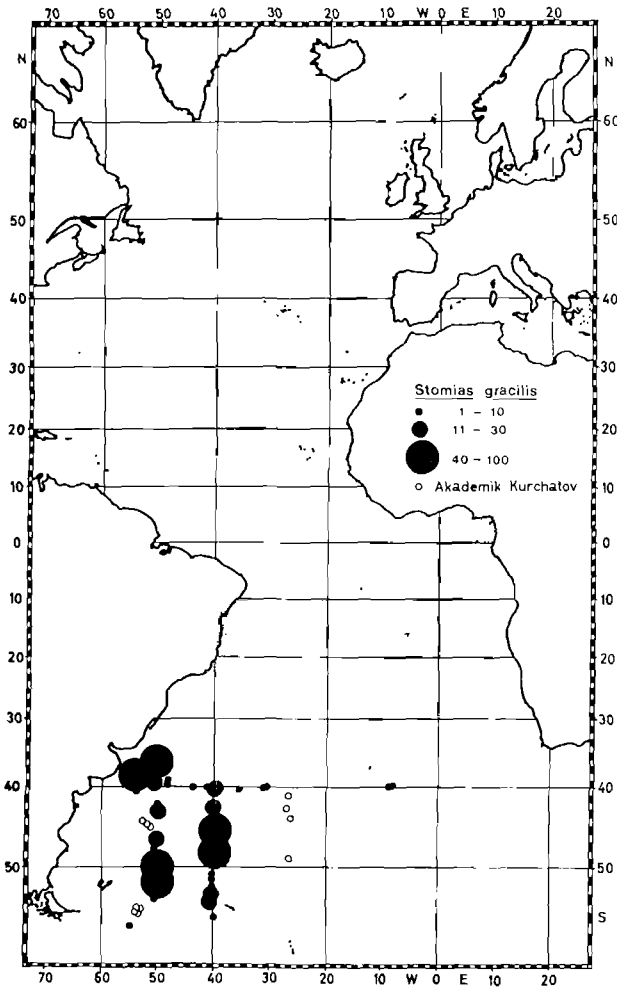 70 60 50 40 30 20 10 W 0 E 10 20
N N
60 60
50 50
40 40
30 30
20 20
10 10
0 0
10 10
20 20
30 30
40 40
50 50
S S
Stomias gracilis
1 – 10
11 – 30
40 – 100
Akademik Kurchatov
70 60 50 40 30 20 10 W 0 E 10 20